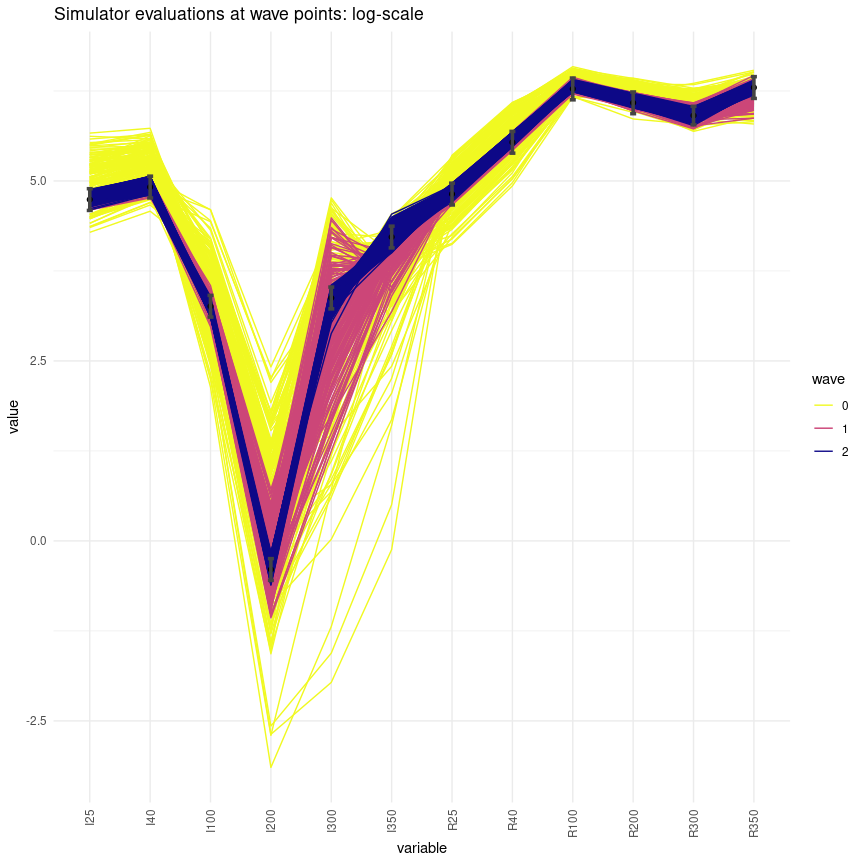 Simulator evaluations at wave points: log-scale
value
5.0
2.5
0.0
-2.5
I25
I40
I100
I200
I300
I350
R25
R40
R100
R200
R300
R350
variable
wave
0
1
2